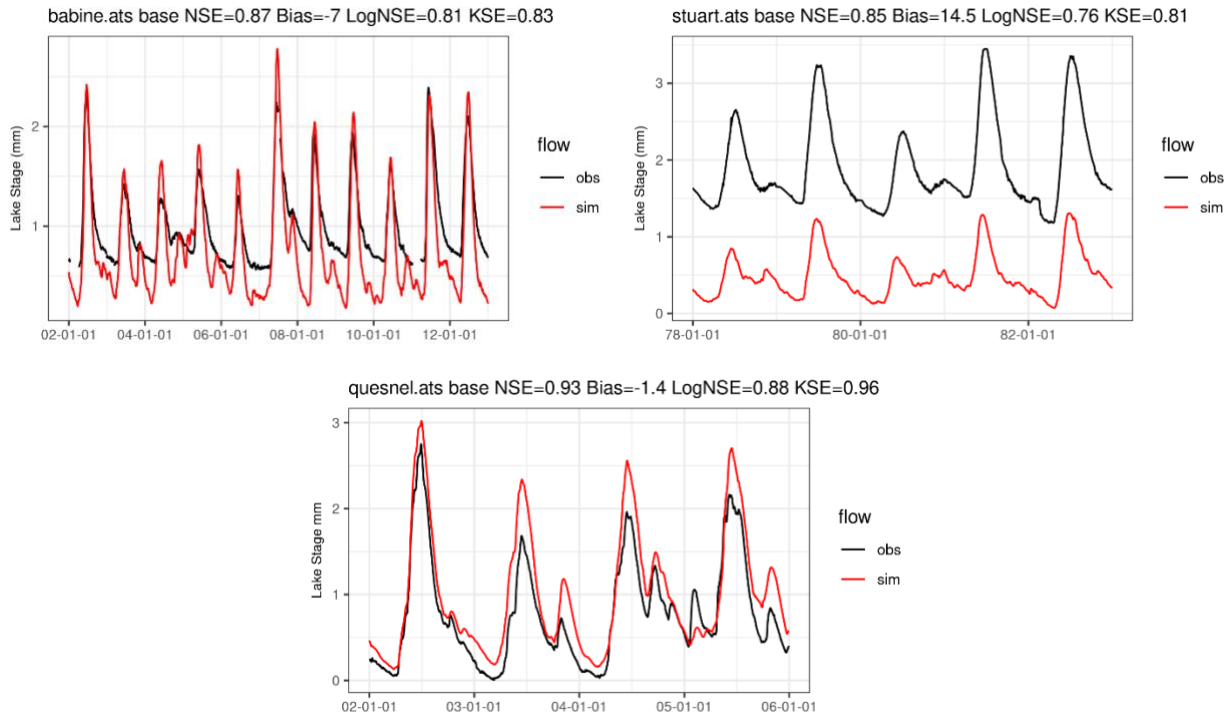 babine.ats base NSE=0.87 Bias=-7 LogNSE=0.81 KSE=0.83
Lake Stage (mm)
2
1
02-01-01 04-01-01 06-01-01 08-01-01 10-01-01 12-01-01
flow
obs
sim
stuart.ats base NSE=0.85 Bias=14.5 LogNSE=0.76 KSE=0.81
Lake Stage (mm)
3
2
1
0
78-01-01 80-01-01 82-01-01
flow
obs
sim
quesnel.ats base NSE=0.93 Bias=-1.4 LogNSE=0.88 KSE=0.96
Lake Stage mm
3
2
1
0
02-01-01 03-01-01 04-01-01 05-01-01 06-01-01
flow
obs
sim